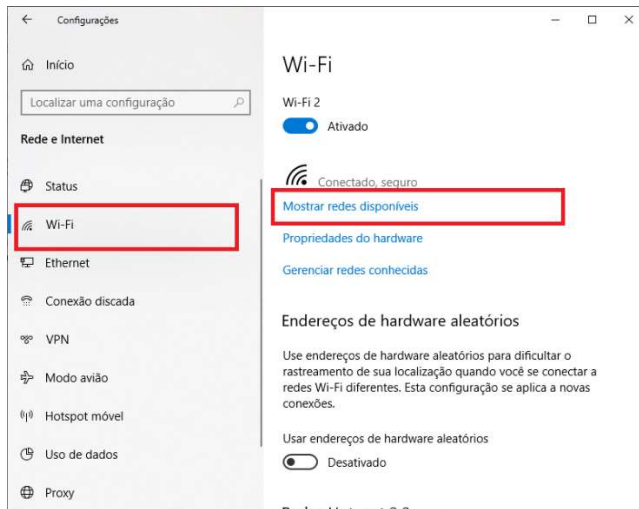 Configurações
Início
Localizar uma configuração
Rede e Internet
Status
Wi-Fi
Ethernet
Conexão discada
VPN
Modo avião
Hotspot móvel
Uso de dados
Proxy
Wi-Fi
Wi-Fi 2
Ativado
Conectado, seguro
Mostrar redes disponíveis
Propriedades do hardware
Gerenciar redes conhecidas
Endereços de hardware aleatórios
Use endereços de hardware aleatórios para dificultar o
rastreamento de sua localização quando você se conectar a
redes Wi-Fi diferentes. Esta configuração se aplica a novas
conexões.
Usar endereços de hardware aleatórios
Desativado